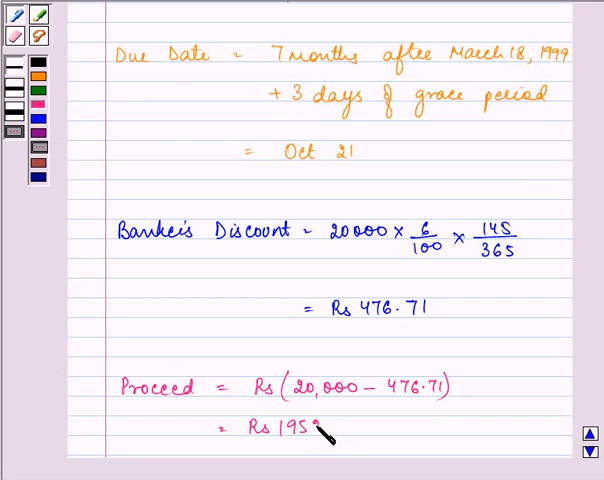 Due Date = 7 months after March 18, 1999
+ 3 days of grace period
= Oct 21
Banker's Discount = 20000 × 6/100 × 145/365
= Rs 476.71
Proceed = Rs (20,000 - 476.71)
= Rs 195